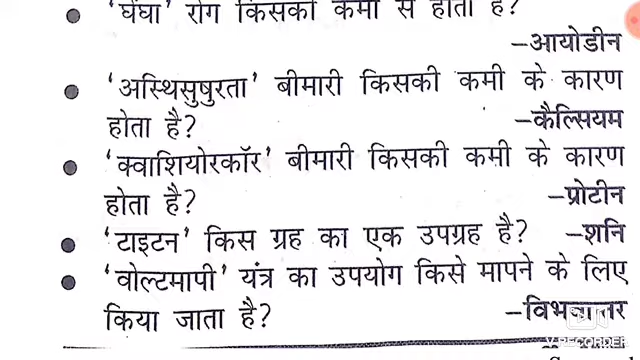 • 'घेंघा' रोग किसकी कमी से होता है?
–आयोडीन
• 'अस्थिसुषुरता' बीमारी किसकी कमी के कारण
होता है? –कैल्सियम
• 'क्वाशियोरकॉर' बीमारी किसकी कमी के कारण
होता है? –प्रोटीन
• 'टाइटन' किस ग्रह का एक उपग्रह है? –शनि
• 'वोल्टमापी' यंत्र का उपयोग किसे मापने के लिए
किया जाता है? –विभवान्तर
V RECORDER